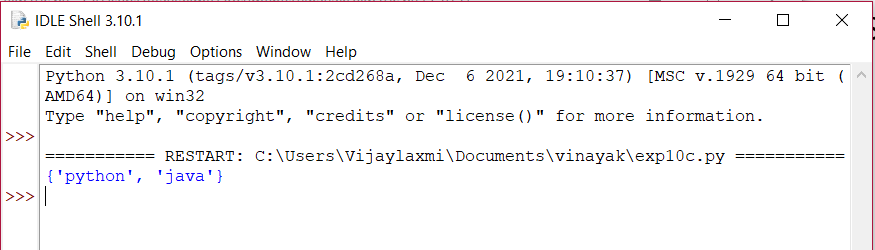 IDLE Shell 3.10.1
File Edit Shell Debug Options Window Help
Python 3.10.1 (tags/v3.10.1:2cd268a, Dec  6 2021, 19:10:37) [MSC v.1929 64 bit (
AMD64)] on win32
Type "help", "copyright", "credits" or "license()" for more information.
>>>
=========== RESTART: C:\Users\Vijaylaxmi\Documents\vinayak\exp10c.py ===========
{'python', 'java'}
>>>